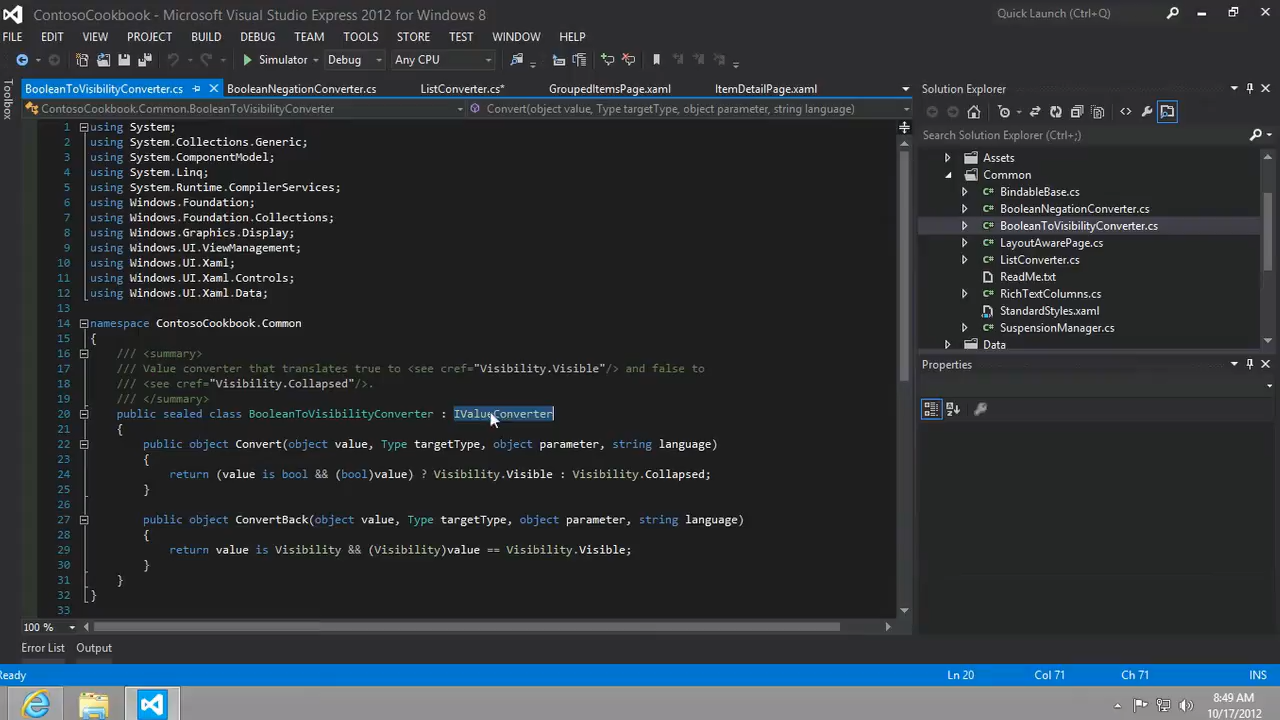 ContosoCookbook - Microsoft Visual Studio Express 2012 for Windows 8
Quick Launch (Ctrl+Q)
FILE EDIT VIEW PROJECT BUILD DEBUG TEAM TOOLS STORE TEST WINDOW HELP
Simulator Debug Any CPU
Toolbox
BooleanToVisibilityConverter.cs BooleanNegationConverter.cs ListConverter.cs* GroupedItemsPage.xaml ItemDetailPage.xaml
ContosoCookbook.Common.BooleanToVisibilityConverter Convert(object value, Type targetType, object parameter, string language)
1 using System;
2 using System.Collections.Generic;
3 using System.ComponentModel;
4 using System.Linq;
5 using System.Runtime.CompilerServices;
6 using Windows.Foundation;
7 using Windows.Foundation.Collections;
8 using Windows.Graphics.Display;
9 using Windows.UI.ViewManagement;
10 using Windows.UI.Xaml;
11 using Windows.UI.Xaml.Controls;
12 using Windows.UI.Xaml.Data;
13
14 namespace ContosoCookbook.Common
15 {
16 /// <summary>
17 /// Value converter that translates true to <see cref="Visibility.Visible"/> and false to
18 /// <see cref="Visibility.Collapsed"/>.
19 /// </summary>
20 public sealed class BooleanToVisibilityConverter : IValueConverter
21 {
22 public object Convert(object value, Type targetType, object parameter, string language)
23 {
24 return (value is bool && (bool)value) ? Visibility.Visible : Visibility.Collapsed;
25 }
26
27 public object ConvertBack(object value, Type targetType, object parameter, string language)
28 {
29 return value is Visibility && (Visibility)value == Visibility.Visible;
30 }
31 }
32 }
33
100 %
Solution Explorer
Search Solution Explorer (Ctrl+;)
Assets
Common
C# BindableBase.cs
C# BooleanNegationConverter.cs
C# BooleanToVisibilityConverter.cs
C# LayoutAwarePage.cs
C# ListConverter.cs
ReadMe.txt
C# RichTextColumns.cs
StandardStyles.xaml
C# SuspensionManager.cs
Data
Properties
Error List Output
Ready Ln 20 Col 71 Ch 71 INS
8:49 AM
10/17/2012